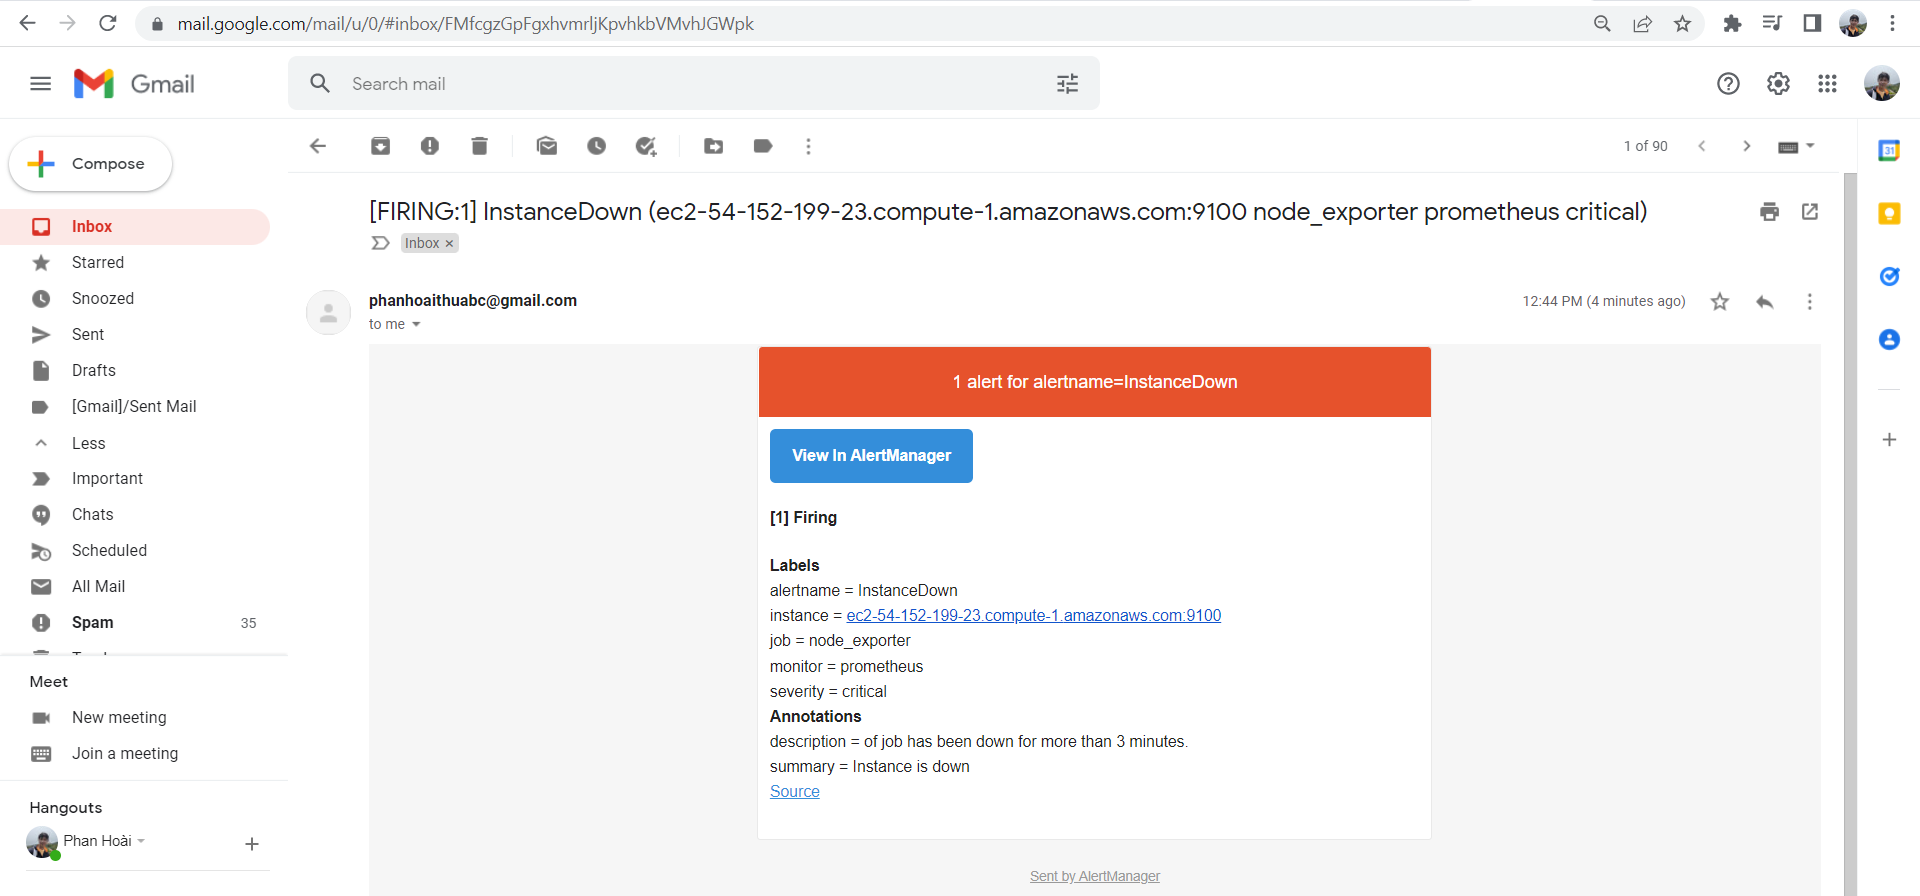 mail.google.com/mail/u/0/#inbox/FMfcgzGpFgxhvmrljKpvhkbVMvhJGWpk
Gmail
Search mail
Compose
1 of 90
31
[FIRING:1] InstanceDown (ec2-54-152-199-23.compute-1.amazonaws.com:9100 node_exporter prometheus critical)
Inbox ×
Inbox
Starred
Snoozed
Sent
Drafts
[Gmail]/Sent Mail
Less
Important
Chats
Scheduled
All Mail
Spam 35
Meet
New meeting
Join a meeting
Hangouts
Phan Hoài
phanhoaithuabc@gmail.com
12:44 PM (4 minutes ago)
to me
1 alert for alertname=InstanceDown
View In AlertManager
[1] Firing
Labels
alertname = InstanceDown
instance = ec2-54-152-199-23.compute-1.amazonaws.com:9100
job = node_exporter
monitor = prometheus
severity = critical
Annotations
description = of job has been down for more than 3 minutes.
summary = Instance is down
Source
Sent by AlertManager